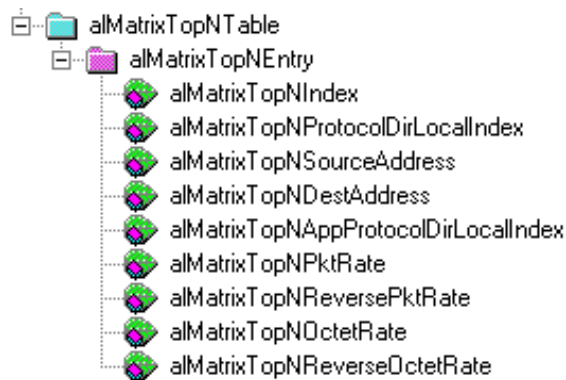 alMatrixTopNTable
alMatrixTopNEntry
alMatrixTopNIndex
alMatrixTopNProtocolDirLocalIndex
alMatrixTopNSourceAddress
alMatrixTopNDestAddress
alMatrixTopNAppProtocolDirLocalIndex
alMatrixTopNPktRate
alMatrixTopNReversePktRate
alMatrixTopNOctetRate
alMatrixTopNReverseOctetRate